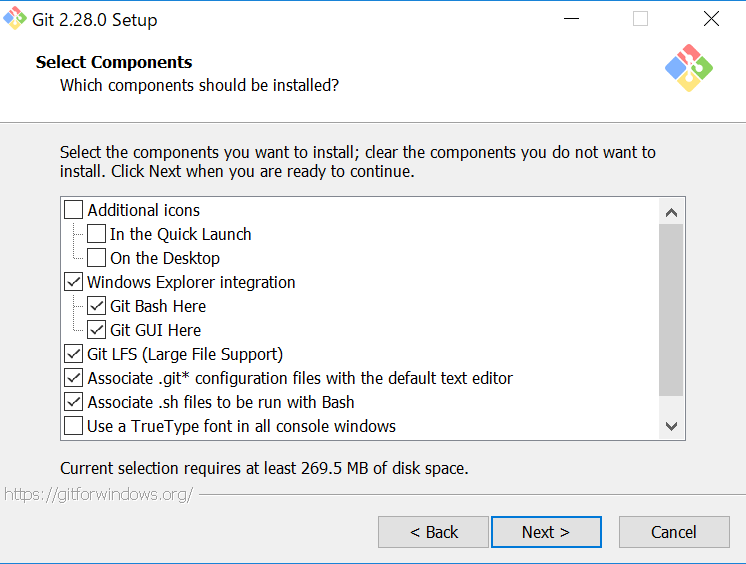 Git 2.28.0 Setup
Select Components
Which components should be installed?
Select the components you want to install; clear the components you do not want to
install. Click Next when you are ready to continue.
Additional icons
In the Quick Launch
On the Desktop
Windows Explorer integration
Git Bash Here
Git GUI Here
Git LFS (Large File Support)
Associate .git* configuration files with the default text editor
Associate .sh files to be run with Bash
Use a TrueType font in all console windows
Current selection requires at least 269.5 MB of disk space.
https://gitforwindows.org/
< Back
Next >
Cancel